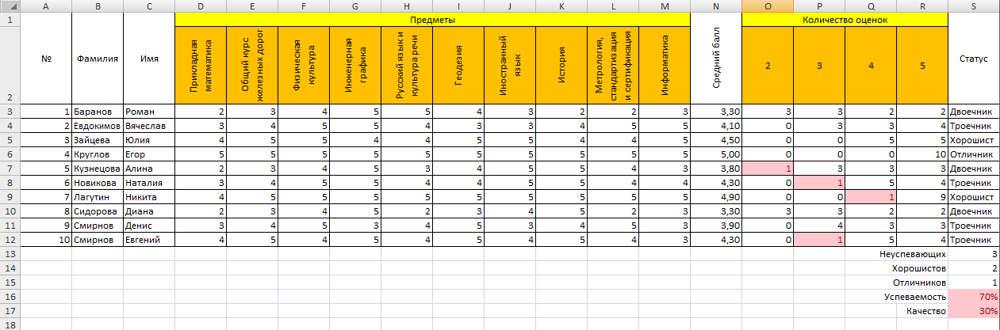 A B C D E F G H I J K L M N O P Q R S
1 Предметы Количество оценок
2 № Фамилия Имя Прикладная математика Общий курс железных дорог Физическая культура Инженерная графика Русский язык и культура речи Геодезия Иностранный язык История Метрология, стандартизация и сертификация Информатика Средний балл 2 3 4 5 Статус
3 1 Баранов Роман 2 3 4 5 5 4 3 2 2 3 3,30 3 3 2 2 Двоечник
4 2 Евдокимов Вячеслав 3 4 5 5 4 3 3 4 5 5 4,10 0 3 3 4 Троечник
5 3 Зайцева Юлия 4 5 5 4 4 5 5 4 4 5 4,50 0 0 5 5 Хорошист
6 4 Круглов Егор 5 5 5 5 5 5 5 5 5 5 5,00 0 0 0 10 Отличник
7 5 Кузнецова Алина 2 3 4 5 3 4 5 5 4 3 3,80 1 3 3 3 Двоечник
8 6 Новикова Наталия 3 4 5 5 4 4 5 5 4 4 4,30 0 1 5 4 Троечник
9 7 Лагутин Никита 4 5 5 5 5 5 5 5 5 5 4,90 0 0 1 9 Хорошист
10 8 Сидорова Диана 2 3 4 5 2 3 4 5 2 3 3,30 3 3 2 2 Двоечник
11 9 Смирнов Денис 3 4 5 3 4 5 3 4 5 3 3,90 0 4 3 3 Троечник
12 10 Смирнов Евгений 4 5 4 5 4 5 4 5 4 3 4,30 0 1 5 4 Троечник
13 Неуспевающих 3
14 Хорошистов 2
15 Отличников 1
16 Успеваемость 70%
17 Качество 30%
18